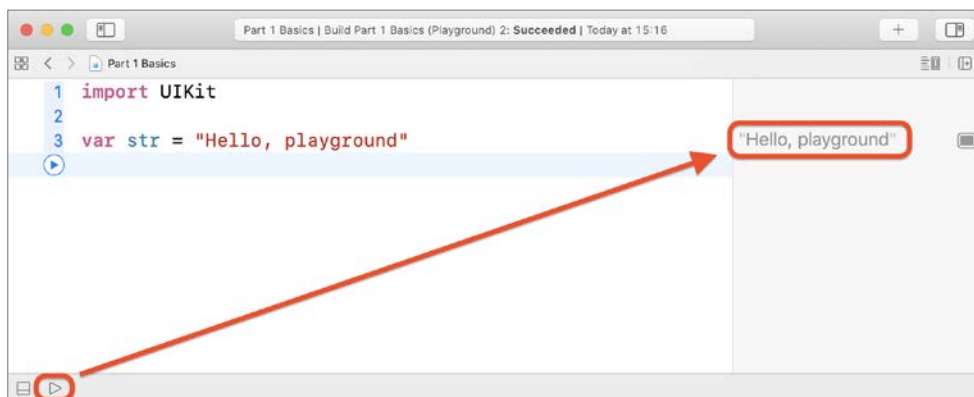 Part 1 Basics | Build Part 1 Basics (Playground) 2: Succeeded | Today at 15:16
Part 1 Basics
1 import UIKit
2
3 var str = "Hello, playground"
"Hello, playground"